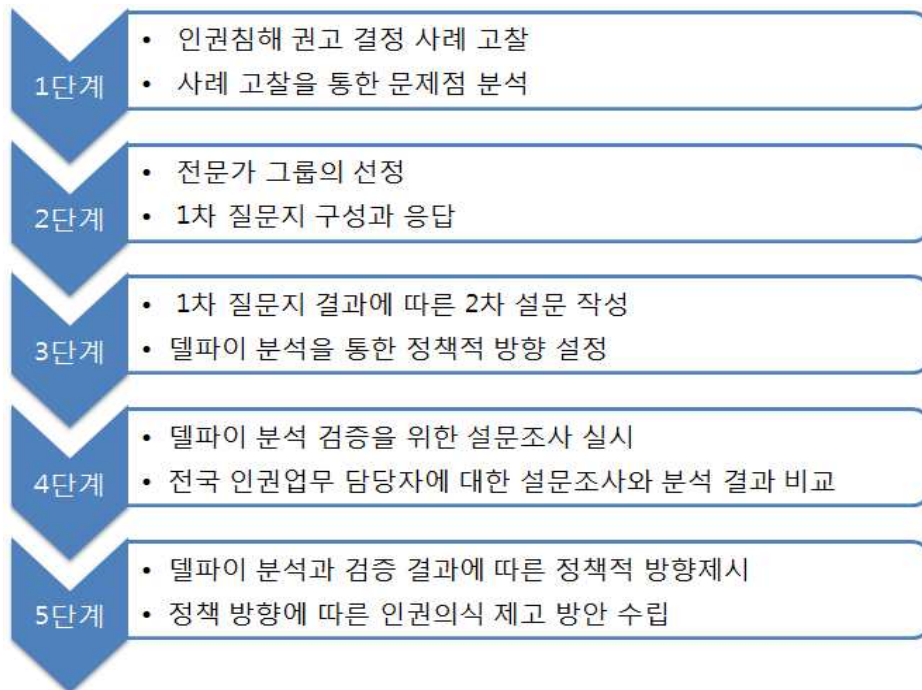 1단계
• 인권침해 권고 결정 사례 고찰
• 사례 고찰을 통한 문제점 분석
2단계
• 전문가 그룹의 선정
• 1차 질문지 구성과 응답
3단계
• 1차 질문지 결과에 따른 2차 설문 작성
• 델파이 분석을 통한 정책적 방향 설정
4단계
• 델파이 분석 검증을 위한 설문조사 실시
• 전국 인권업무 담당자에 대한 설문조사와 분석 결과 비교
5단계
• 델파이 분석과 검증 결과에 따른 정책적 방향제시
• 정책 방향에 따른 인권의식 제고 방안 수립